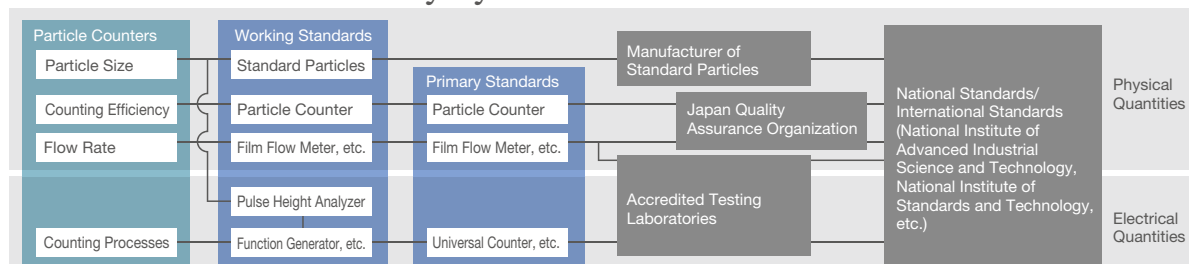 Particle Counters
Particle Size
Counting Efficiency
Flow Rate
Counting Processes
Working Standards
Standard Particles
Particle Counter
Film Flow Meter, etc.
Pulse Height Analyzer
Function Generator, etc.
Primary Standards
Particle Counter
Film Flow Meter, etc.
Universal Counter, etc.
Manufacturer of
Standard Particles
Japan Quality
Assurance Organization
Accredited Testing
Laboratories
National Standards/
International Standards
(National Institute of
Advanced Industrial
Science and Technology,
National Institute of
Standards and Technology,
etc.)
Physical
Quantities
Electrical
Quantities